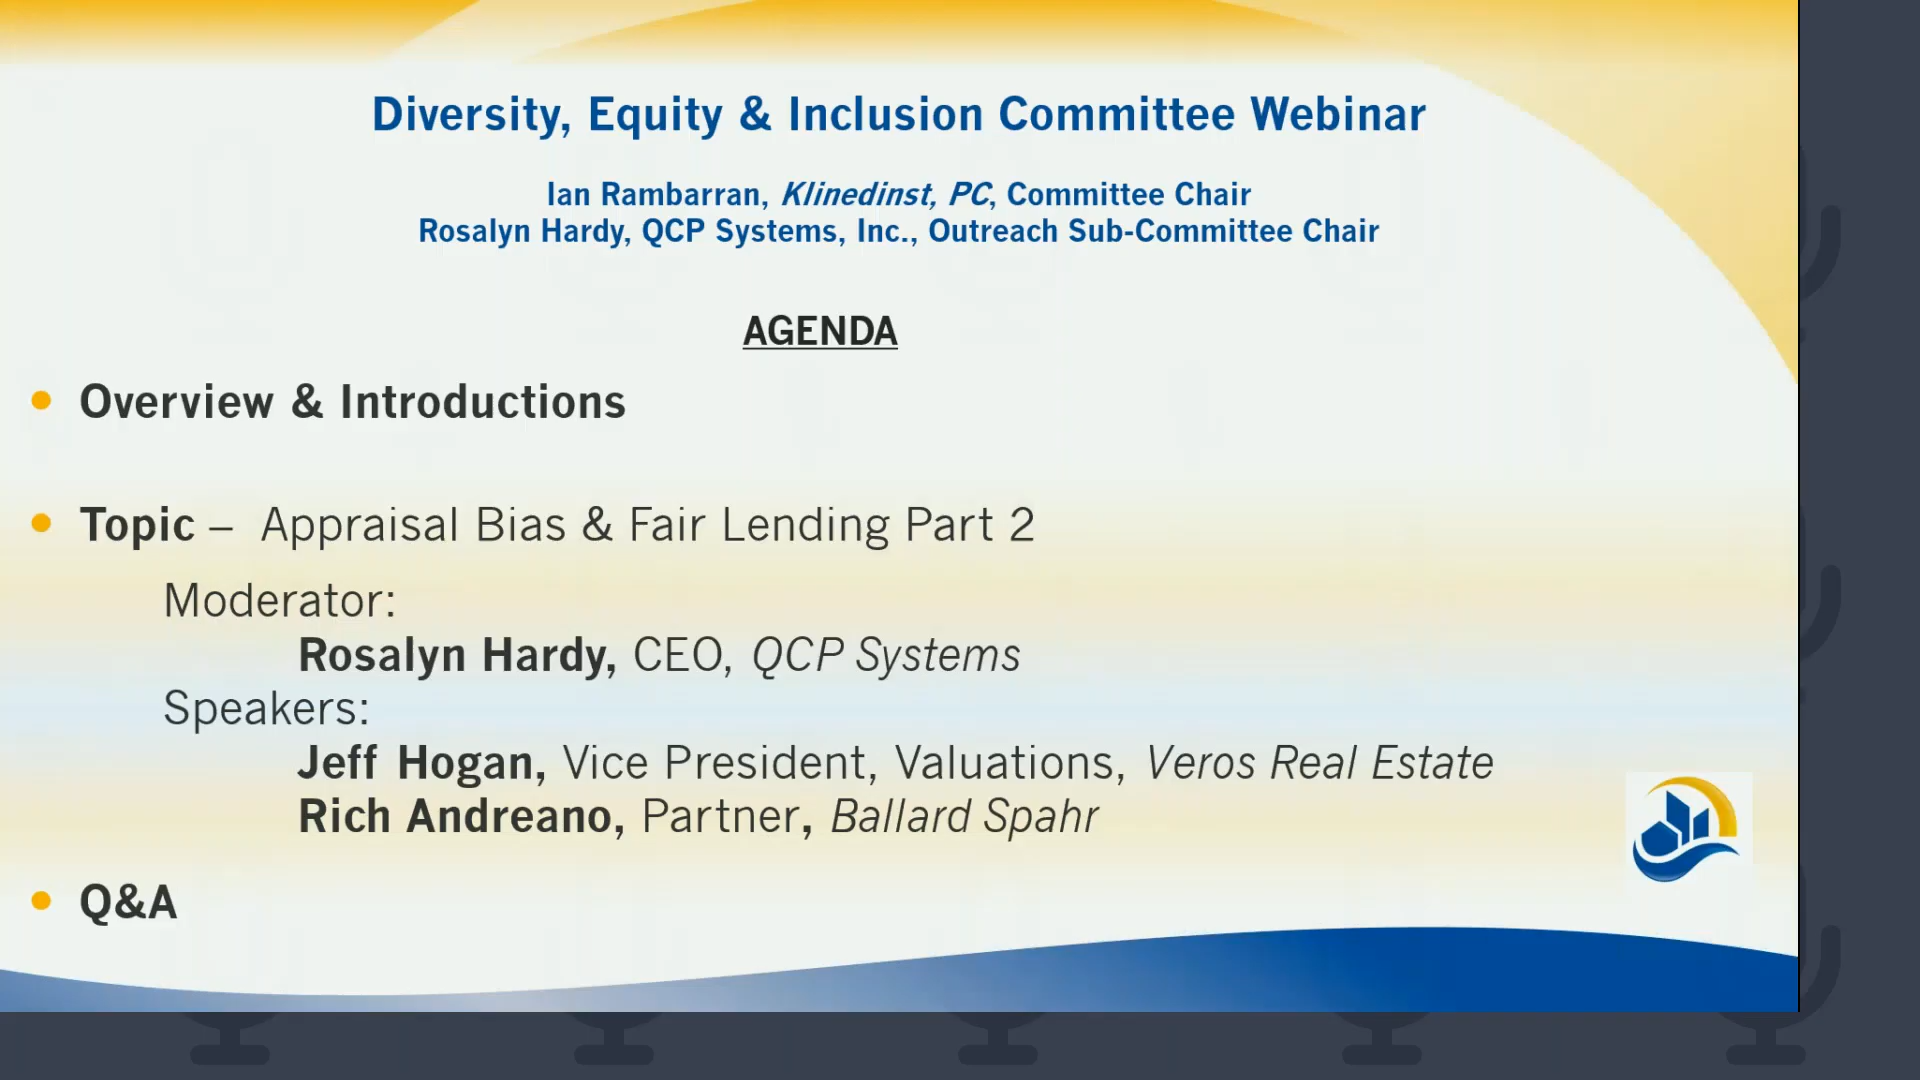 Diversity, Equity & Inclusion Committee Webinar
Ian Rambarran, Klinedinst, PC, Committee Chair
Rosalyn Hardy, QCP Systems, Inc., Outreach Sub-Committee Chair
AGENDA
• Overview & Introductions
• Topic – Appraisal Bias & Fair Lending Part 2
Moderator:
Rosalyn Hardy, CEO, QCP Systems
Speakers:
Jeff Hogan, Vice President, Valuations, Veros Real Estate
Rich Andreano, Partner, Ballard Spahr
• Q&A